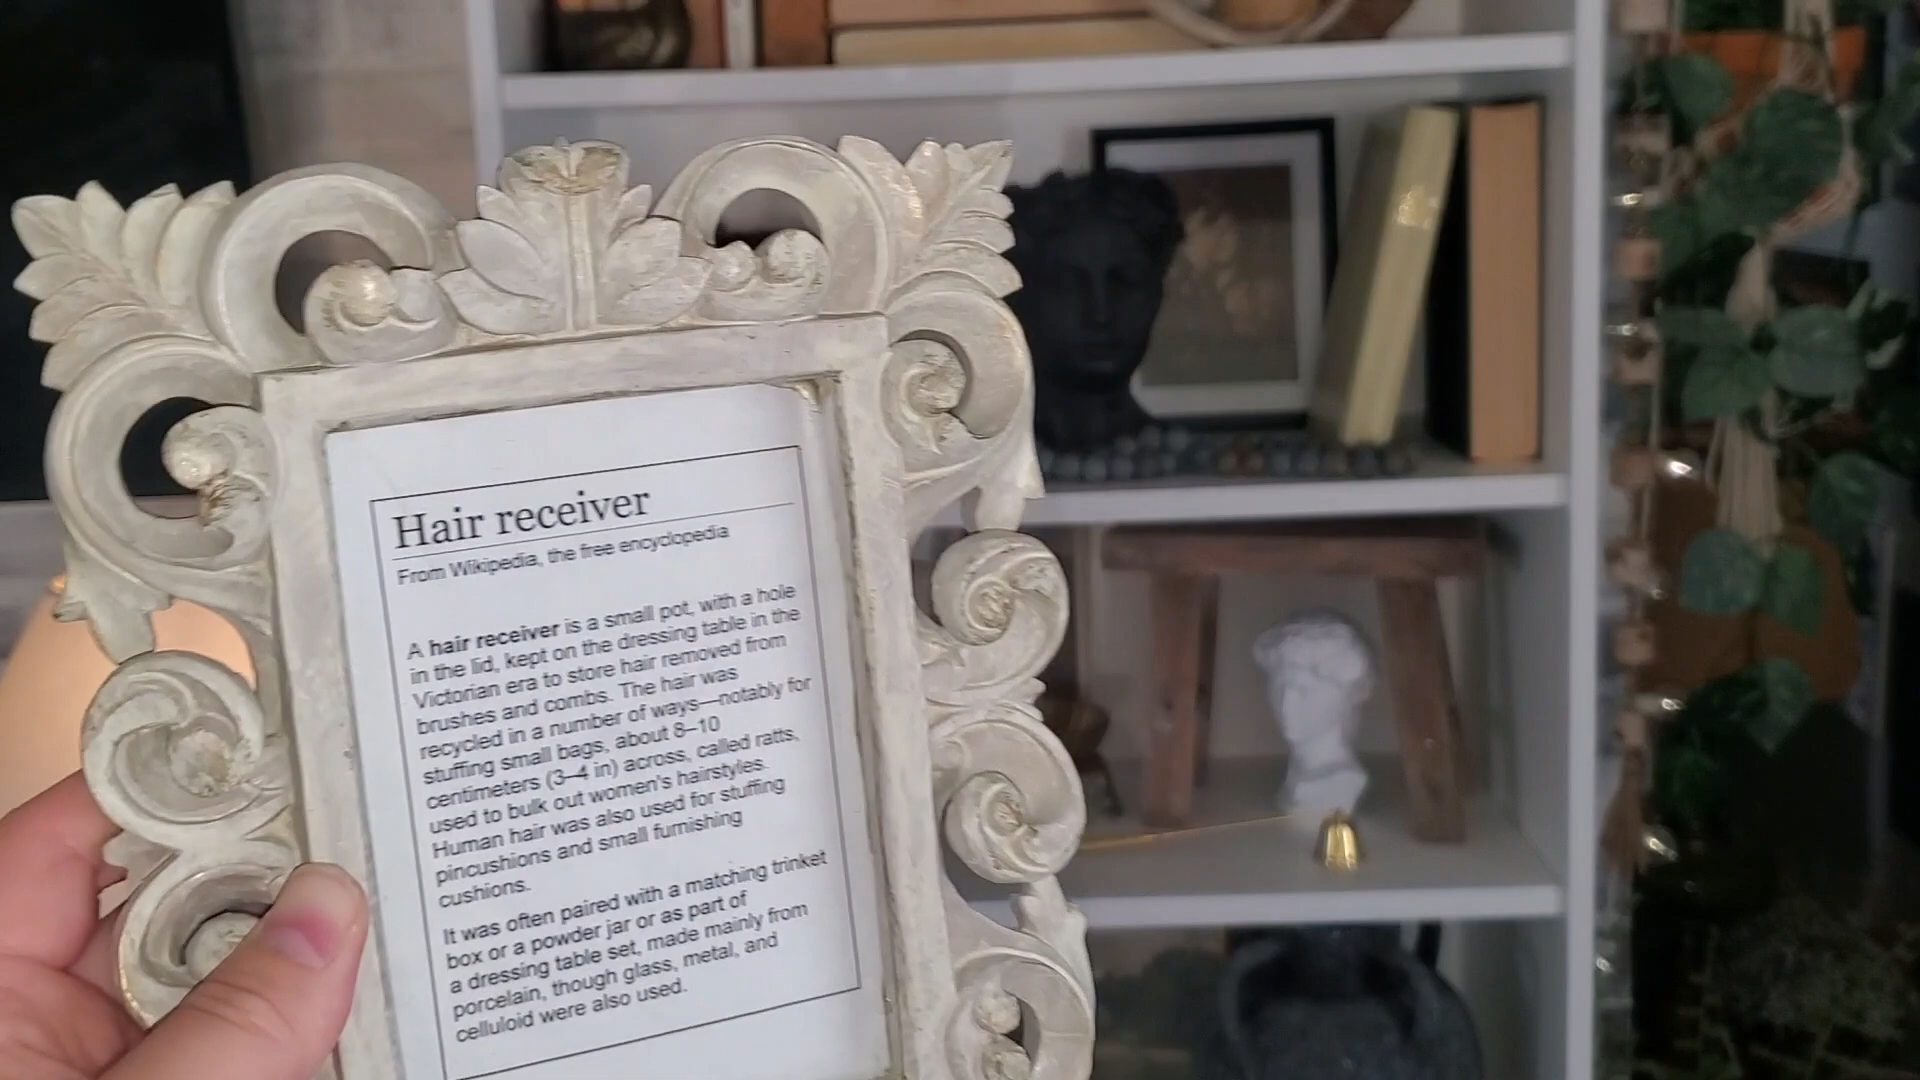 Hair receiver
From Wikipedia, the free encyclopedia
A hair receiver is a small pot, with a hole
in the lid, kept on the dressing table in the
Victorian era to store hair removed from
brushes and combs. The hair was
recycled in a number of ways—notably for
stuffing small bags, about 8–10
centimeters (3–4 in) across, called ratts,
used to bulk out women's hairstyles.
Human hair was also used for stuffing
pincushions and small furnishing
cushions.
It was often paired with a matching trinket
box or a powder jar or as part of
a dressing table set, made mainly from
porcelain, though glass, metal, and
celluloid were also used.